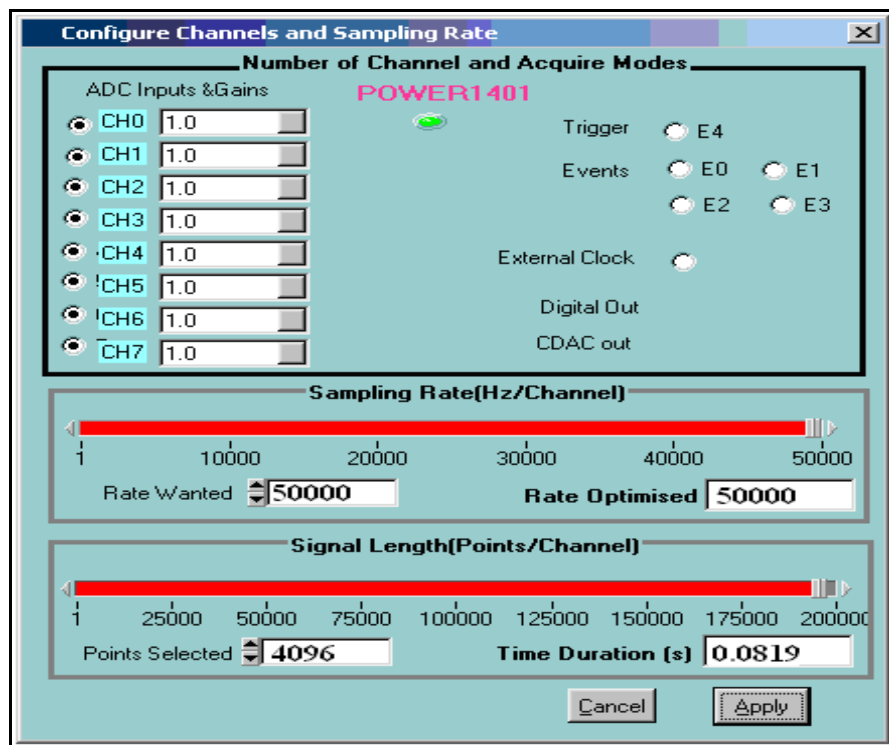 Configure Channels and Sampling Rate
Number of Channel and Acquire Modes
ADC Inputs &Gains
POWER1401
CH0 1.0
CH1 1.0
CH2 1.0
CH3 1.0
CH4 1.0
CH5 1.0
CH6 1.0
CH7 1.0
Trigger E4
Events E0 E1
E2 E3
External Clock
Digital Out
CDAC out
Sampling Rate(Hz/Channel)
1 10000 20000 30000 40000 50000
Rate Wanted 50000 Rate Optimised 50000
Signal Length(Points/Channel)
1 25000 50000 75000 100000 125000 150000 175000 200000
Points Selected 4096 Time Duration (s) 0.0819
Cancel Apply